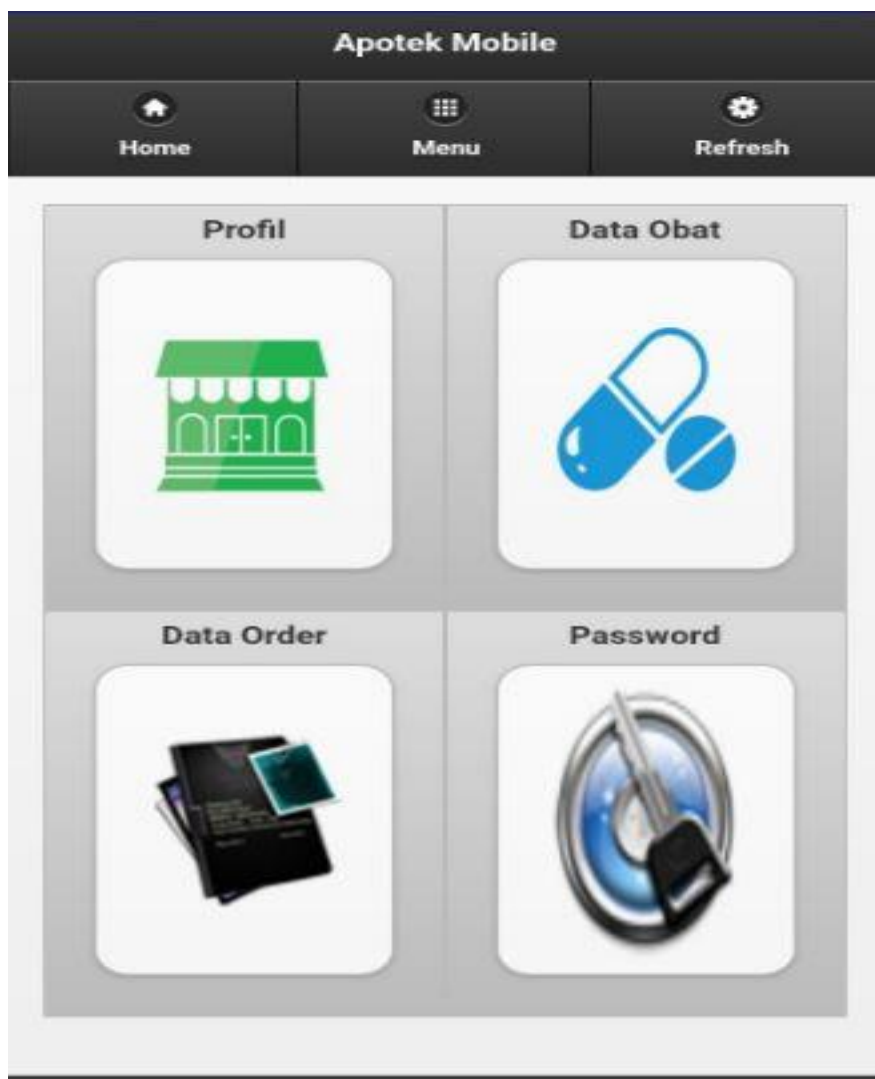 Apotek Mobile
Home Menu Refresh
Profil Data Obat
Data Order Password